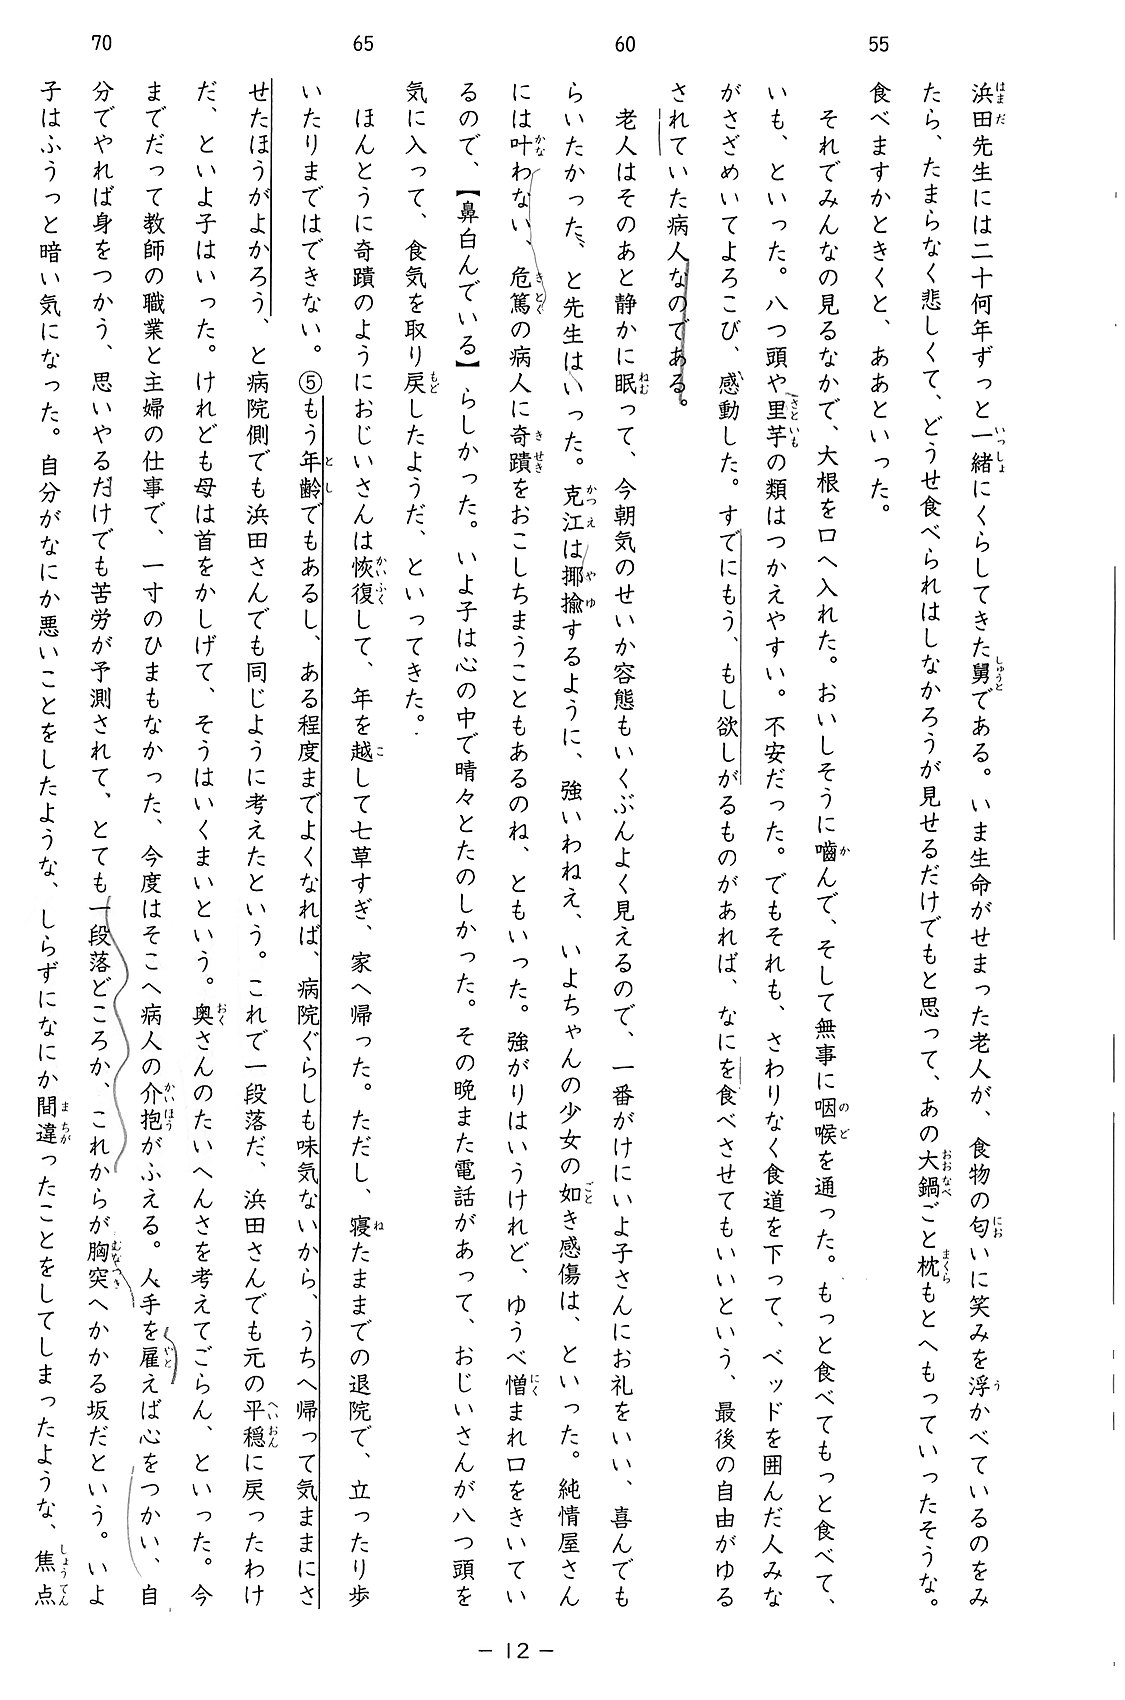 55
60
65
70
浜田先生には二十何年ずっと一緒にくらしてきた舅である。いま生命がせまった老人が、食物の匂いに笑みを浮かべているのをみ
たら、たまらなく悲しくて、どうせ食べられはしなかろうが見せるだけでもと思って、あの大鍋ごと枕もとへもっていったそうな。
食べますかときくと、ああといった。
それでみんなの見るなかで、大根を口へ入れた。おいしそうに嚙んで、そして無事に咽喉を通った。もっと食べてもっと食べて、
いも、といった。八つ頭や里芋の類はつかえやすい。不安だった。でもそれも、さわりなく食道を下って、ベッドを囲んだ人みな
がさざめいてよろこび、感動した。すでにもう、もし欲しがるものがあれば、なにを食べさせてもいいという、最後の自由がゆる
されていた病人なのである。
老人はそのあと静かに眠って、今朝気のせいか容態もいくぶんよく見えるので、一番がけにいよ子さんにお礼をいい、喜んでも
らいたかった〟と先生はいった。克江は揶揄するように、強いわねえ、いよちゃんの少女の如き感傷は、といった。純情屋さん
には叶わない、危篤の病人に奇蹟をおこしちまうこともあるのね、ともいった。強がりはいうけれど、ゆうべ憎まれ口をきいてい
るので、【鼻白んでいる】らしかった。いよ子は心の中で晴々とたのしかった。その晩また電話があって、おじいさんが八つ頭を
気に入って、食気を取り戻したようだ、といってきた。
ほんとうに奇蹟のようにおじいさんは恢復して、年を越して七草すぎ、家へ帰った。ただし、寝たままでの退院で、立ったり歩
いたりまではできない。⑤もう年齢でもあるし、ある程度までよくなれば、病院ぐらしも味気ないから、うちへ帰って気ままにさ
せたほうがよかろう、と病院側でも浜田さんでも同じように考えたという。これで一段落だ、浜田さんでも元の平穏に戻ったわけ
だ、といよ子はいった。けれども母は首をかしげて、そうはいくまいという。奥さんのたいへんさを考えてごらん、といった。今
までだって教師の職業と主婦の仕事で、一寸のひまもなかった、今度はそこへ病人の介抱がふえる。人手を雇えば心をつかい、自
分でやれば身をつかう、思いやるだけでも苦労が予測されて、とても一段落どころか、これからが胸突へかかる坂だという。いよ
子はふうっと暗い気になった。自分がなにか悪いことをしたような、しらずになにか間違ったことをしてしまったような、焦点
－12－